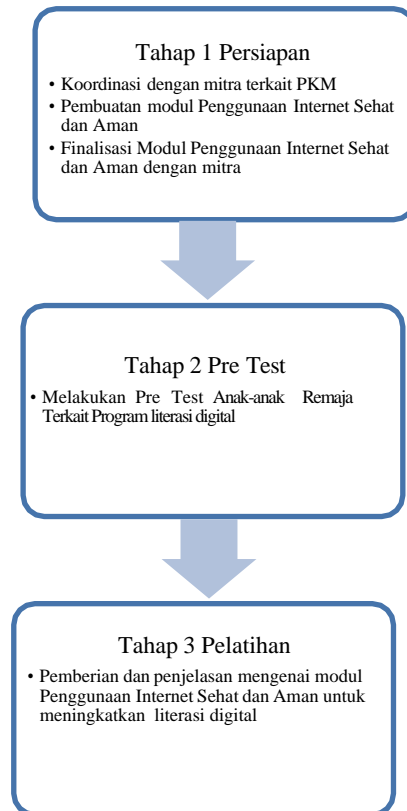 Tahap 1 Persiapan
• Koordinasi dengan mitra terkait PKM
• Pembuatan modul Penggunaan Internet Sehat
dan Aman
• Finalisasi Modul Penggunaan Internet Sehat
dan Aman dengan mitra
Tahap 2 Pre Test
• Melakukan Pre Test Anak-anak Remaja
Terkait Program literasi digital
Tahap 3 Pelatihan
• Pemberian dan penjelasan mengenai modul
Penggunaan Internet Sehat dan Aman untuk
meningkatkan literasi digital